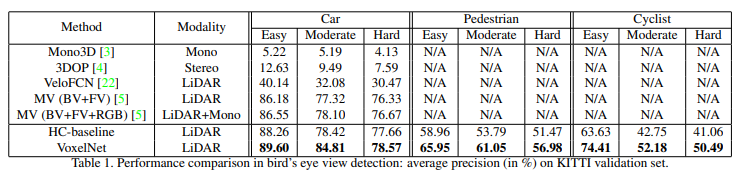 Method Modality Car Pedestrian Cyclist
Easy Moderate Hard Easy Moderate Hard Easy Moderate Hard
Mono3D [3] Mono 5.22 5.19 4.13 N/A N/A N/A N/A N/A N/A
3DOP [4] Stereo 12.63 9.49 7.59 N/A N/A N/A N/A N/A N/A
VeloFCN [22] LiDAR 40.14 32.08 30.47 N/A N/A N/A N/A N/A N/A
MV (BV+FV) [5] LiDAR 86.18 77.32 76.33 N/A N/A N/A N/A N/A N/A
MV (BV+FV+RGB) [5] LiDAR+Mono 86.55 78.10 76.67 N/A N/A N/A N/A N/A N/A
HC-baseline LiDAR 88.26 78.42 77.66 58.96 53.79 51.47 63.63 42.75 41.06
VoxelNet LiDAR 89.60 84.81 78.57 65.95 61.05 56.98 74.41 52.18 50.49
Table 1. Performance comparison in bird's eye view detection: average precision (in %) on KITTI validation set.